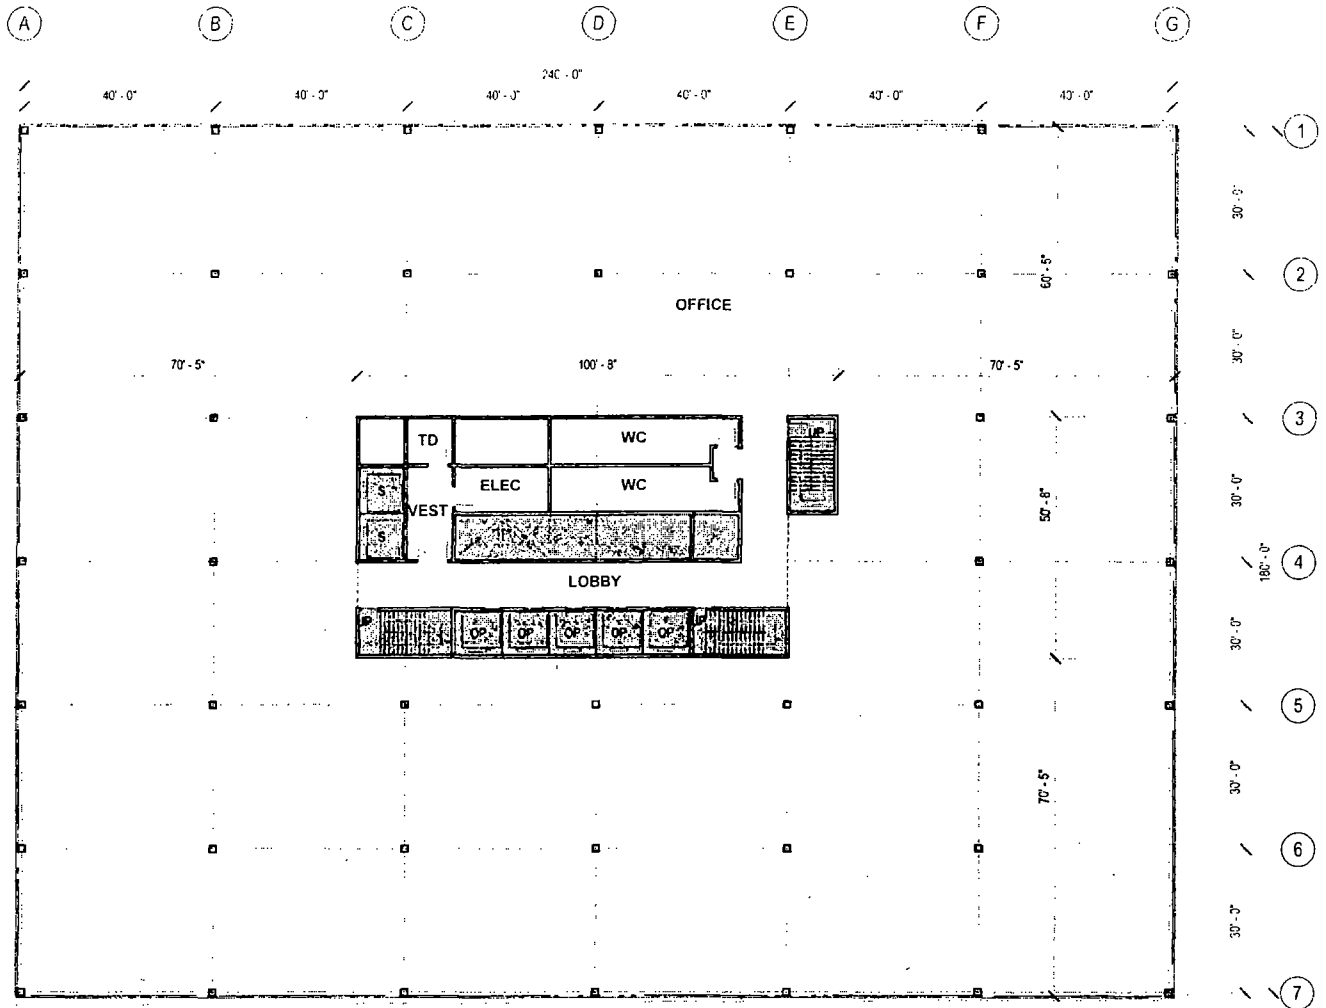 A B C D E F G
240' - 0"
40' - 0" 40' - 0" 40' - 0" 40' - 0" 40' - 0" 40' - 0"
1
30' - 0"
60' - 5"
2
OFFICE
30' - 0"
70' - 5" 100' - 8" 70' - 5"
3
TD WC UP
S ELEC WC
30' - 0"
50' - 8"
VEST
S
4
180' - 0"
LOBBY
UP OP OP OP OP OP UP
30' - 0"
5
70' - 5"
30' - 0"
6
30' - 0"
7